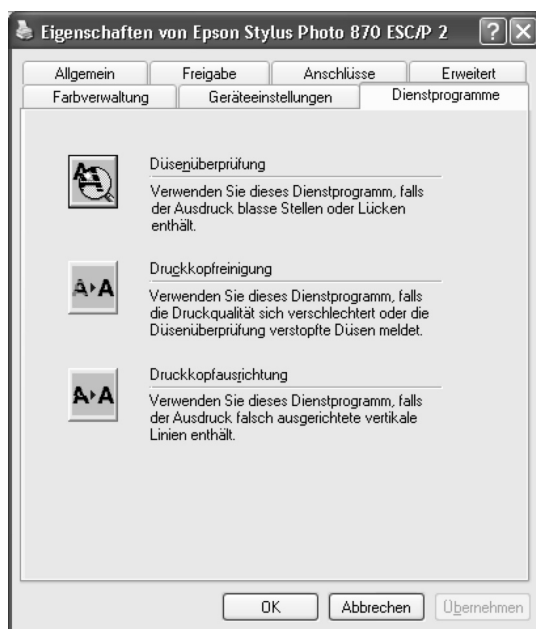 Eigenschaften von Epson Stylus Photo 870 ESC/P 2
Allgemein Freigabe Anschlüsse Erweitert
Farbverwaltung Geräteeinstellungen Dienstprogramme
Düsenüberprüfung
Verwenden Sie dieses Dienstprogramm, falls
der Ausdruck blasse Stellen oder Lücken
enthält.
Druckkopfreinigung
Verwenden Sie dieses Dienstprogramm, falls
die Druckqualität sich verschlechtert oder die
Düsenüberprüfung verstopfte Düsen meldet.
Druckkopfausrichtung
Verwenden Sie dieses Dienstprogramm, falls
der Ausdruck falsch ausgerichtete vertikale
Linien enthält.
OK Abbrechen Übernehmen